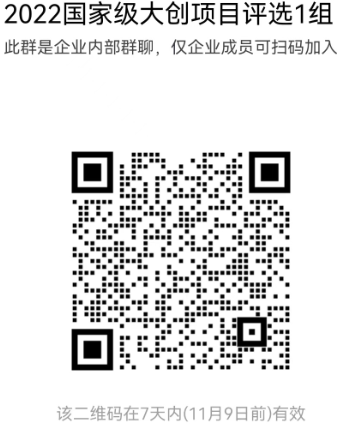 2022国家级大创项目评选1组
此群是企业内部群聊，仅企业成员可扫码加入
该二维码在7天内(11月9日前)有效